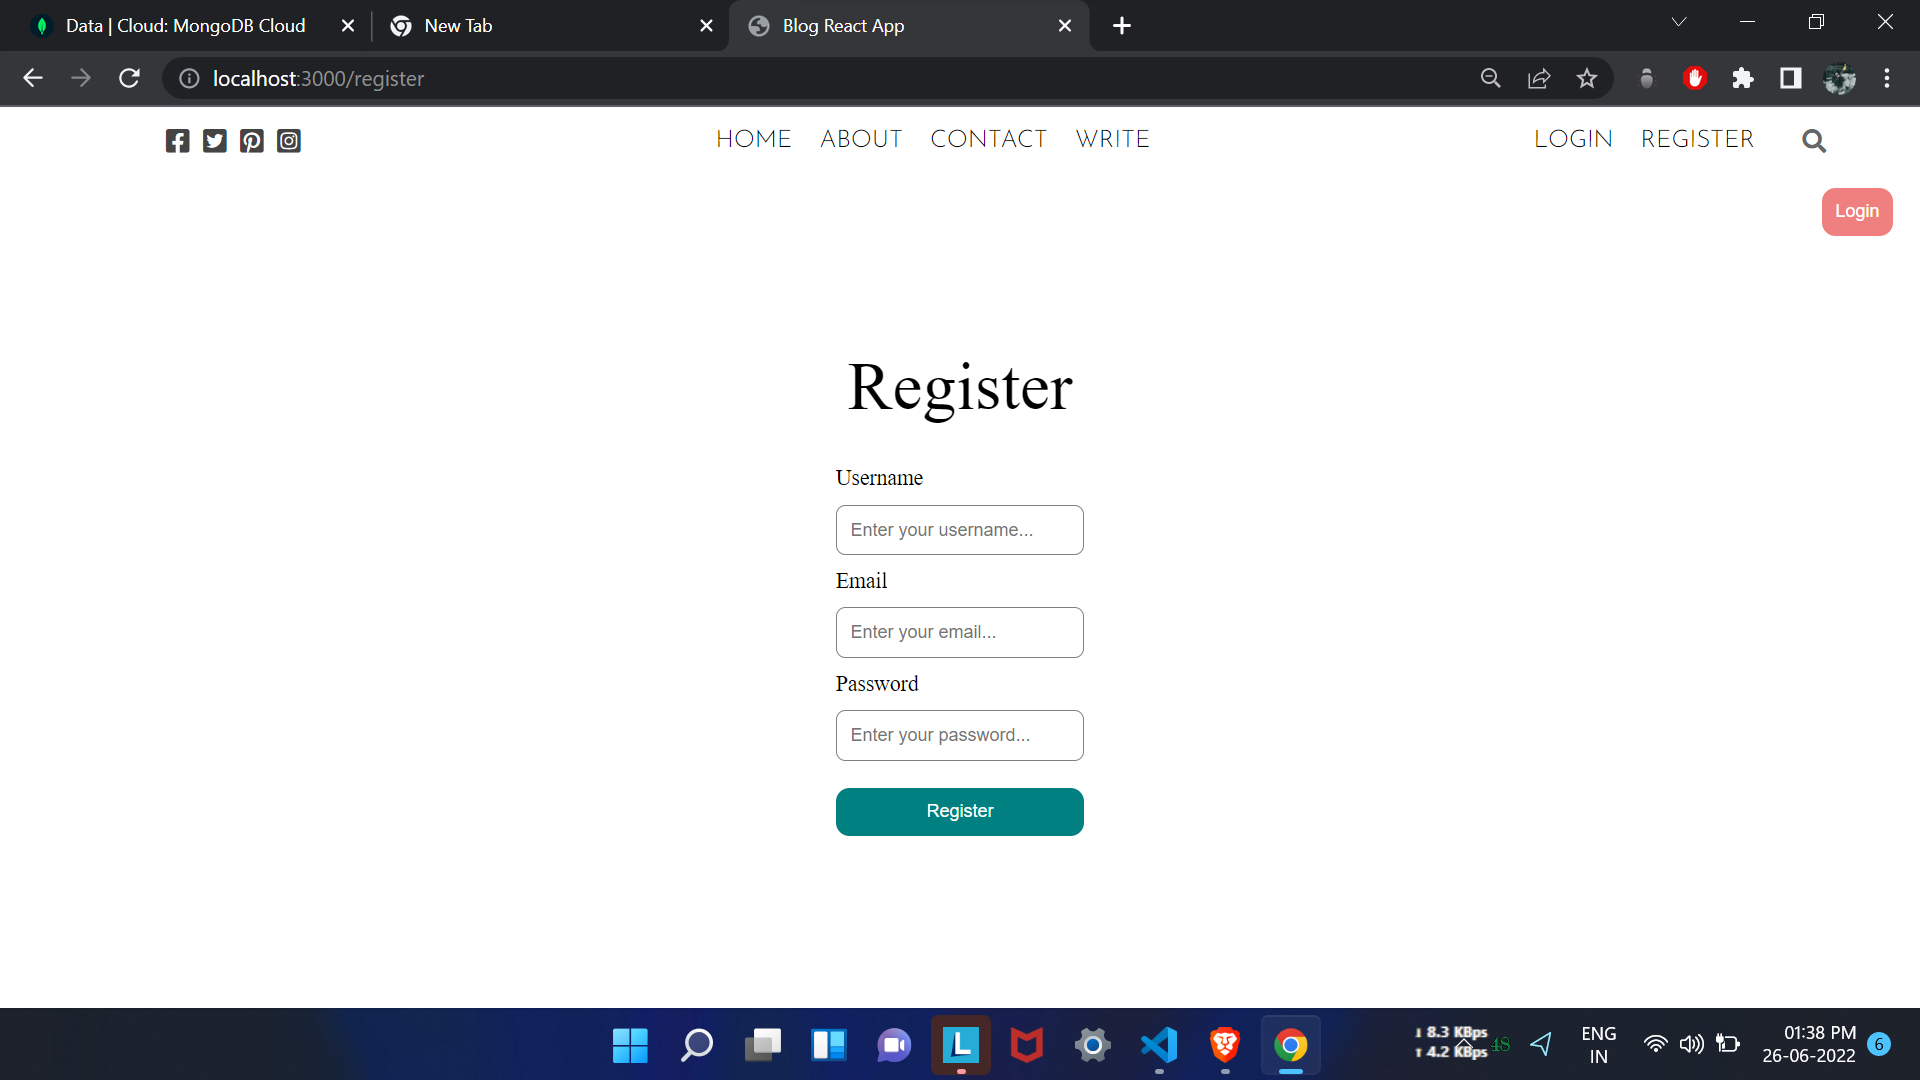 Data | Cloud: MongoDB Cloud
New Tab
Blog React App
localhost:3000/register
HOME ABOUT CONTACT WRITE
LOGIN REGISTER
Login
Register
Username
Enter your username...
Email
Enter your email...
Password
Enter your password...
Register
L
8.3 KBps
4.2 KBps
48
ENG
IN
01:38 PM
26-06-2022
6